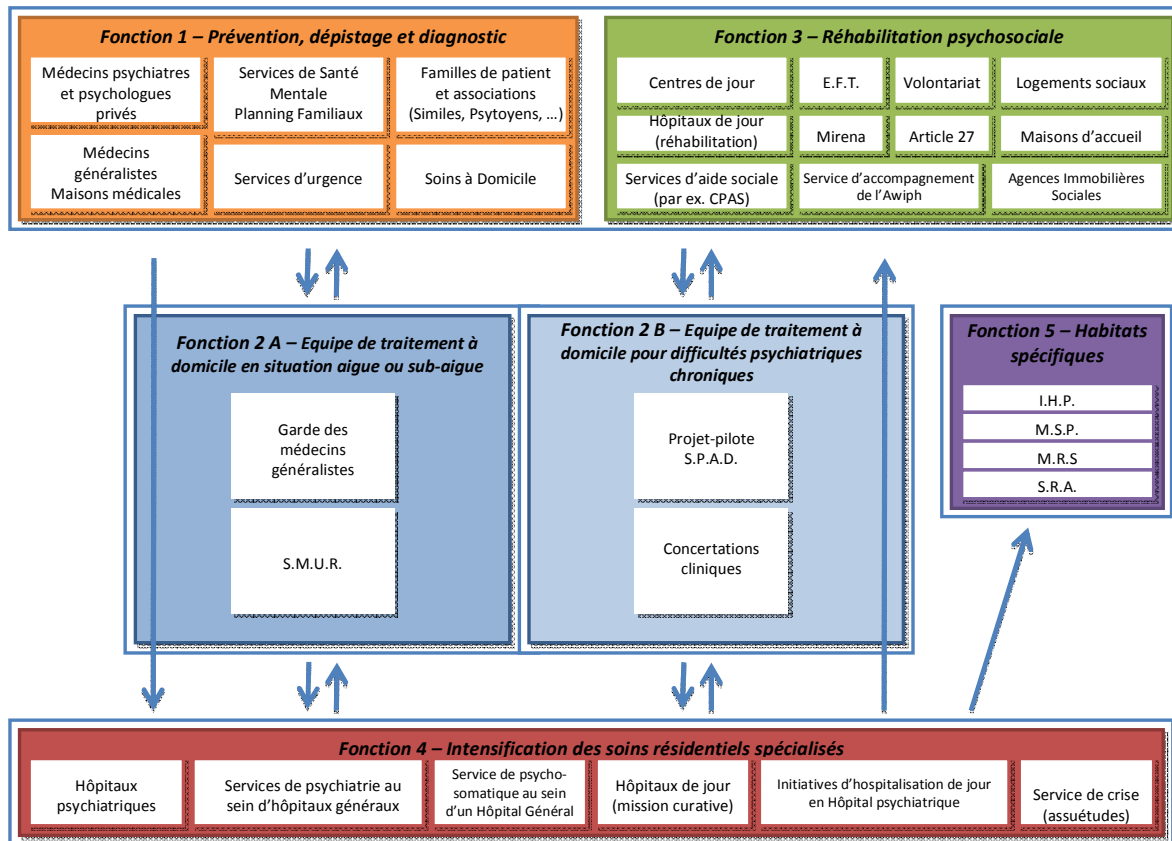 Fonction 1 – Prévention, dépistage et diagnostic
Médecins psychiatres
et psychologues
privés
Services de Santé
Mentale
Planning Familiaux
Familles de patient
et associations
(Similes, Psytoyens, …)
Médecins
généralistes
Maisons médicales
Services d’urgence
Soins à Domicile
Fonction 3 – Réhabilitation psychosociale
Centres de jour
E.F.T.
Volontariat
Logements sociaux
Hôpitaux de jour
(réhabilitation)
Mirena
Article 27
Maisons d’accueil
Services d’aide sociale
(par ex. CPAS)
Service d’accompagnement
de l’Awiph
Agences Immobilières
Sociales
Fonction 2 A – Equipe de traitement à
domicile en situation aigue ou sub-aigue
Garde des
médecins
généralistes
S.M.U.R.
Fonction 2 B – Equipe de traitement à
domicile pour difficultés psychiatriques
chroniques
Projet-pilote
S.P.A.D.
Concertations
cliniques
Fonction 5 – Habitats
spécifiques
I.H.P.
M.S.P.
M.R.S
S.R.A.
Fonction 4 – Intensification des soins résidentiels spécialisés
Hôpitaux
psychiatriques
Services de psychiatrie au
sein d’hôpitaux généraux
Service de psycho-
somatique au sein
d’un Hôpital Général
Hôpitaux de jour
(mission curative)
Initiatives d’hospitalisation de jour
en Hôpital psychiatrique
Service de crise
(assuétudes)